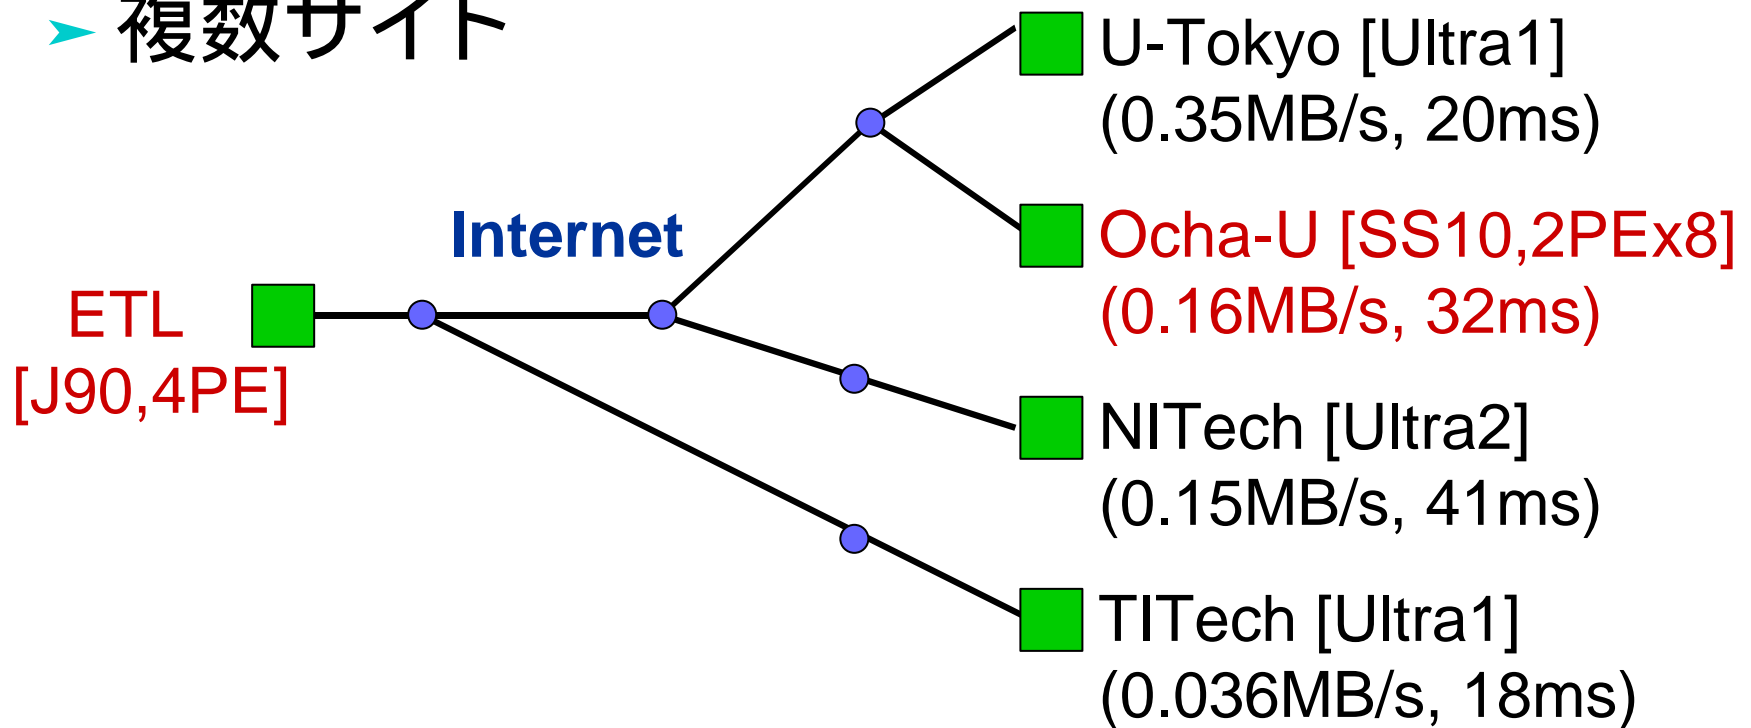 複数サイト
U-Tokyo [Ultra1]
(0.35MB/s, 20ms)
Internet
Ocha-U [SS10,2PEx8]
(0.16MB/s, 32ms)
ETL
[J90,4PE]
NITech [Ultra2]
(0.15MB/s, 41ms)
TITech [Ultra1]
(0.036MB/s, 18ms)